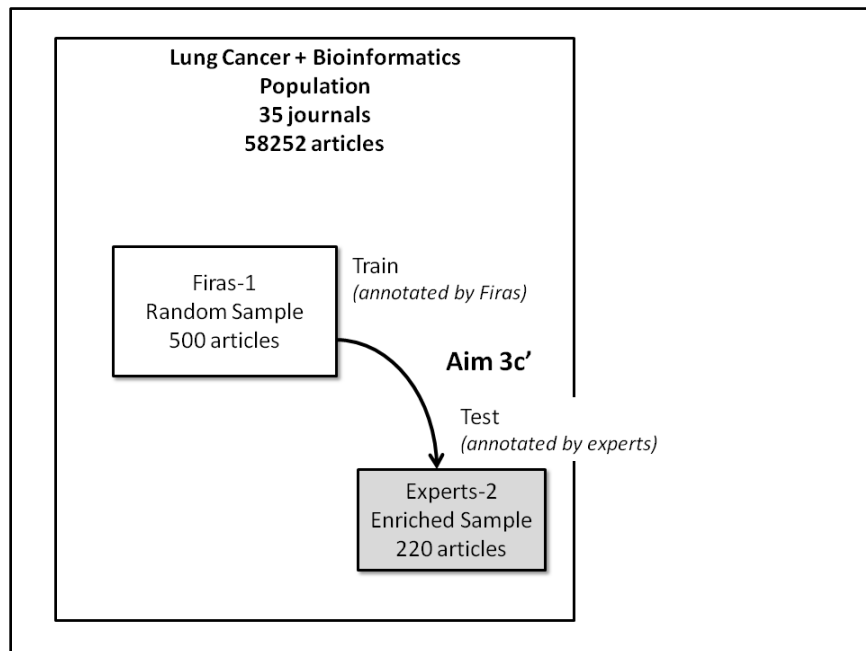 Lung Cancer + Bioinformatics
Population
35 journals
58252 articles
Firas-1
Random Sample
500 articles
Train
(annotated by Firas)
Aim 3c’
Test
(annotated by experts)
Experts-2
Enriched Sample
220 articles